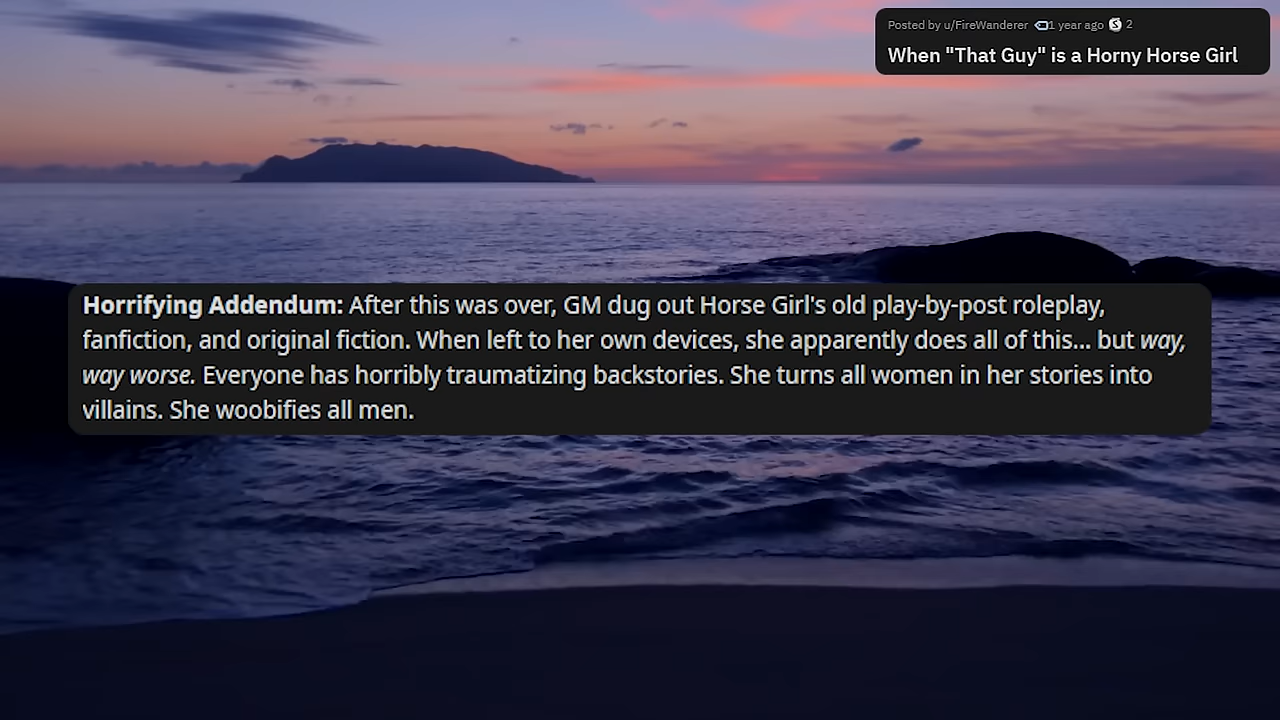 Posted by u/FireWanderer 1 year ago S 2
When "That Guy" is a Horny Horse Girl
Horrifying Addendum: After this was over, GM dug out Horse Girl's old play-by-post roleplay,
fanfiction, and original fiction. When left to her own devices, she apparently does all of this... but way,
way worse. Everyone has horribly traumatizing backstories. She turns all women in her stories into
villains. She woobifies all men.